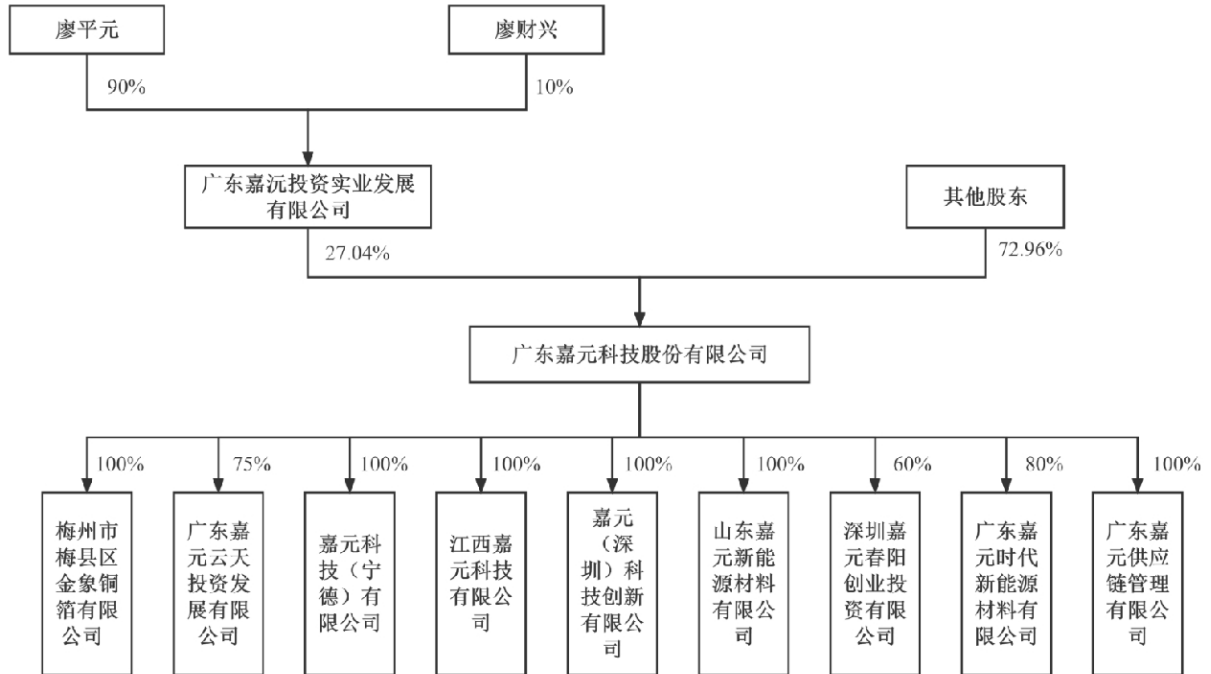 廖平元
廖财兴
90%
10%
广东嘉沅投资实业发展
有限公司
其他股东
27.04%
72.96%
广东嘉元科技股份有限公司
100%
75%
100%
100%
100%
100%
60%
80%
100%
梅州市
梅县区
金象铜
箔有限
公司
广东嘉
元云天
投资发
展有限
公司
嘉元科
技（宁
德）有
限公司
江西嘉
元科技
有限公
司
嘉元
（深
圳）科
技创新
有限公
司
山东嘉
元新能
源材料
有限公
司
深圳嘉
元春阳
创业投
资有限
公司
广东嘉
元时代
新能源
材料有
限公司
广东嘉
元供应
链管理
有限公
司